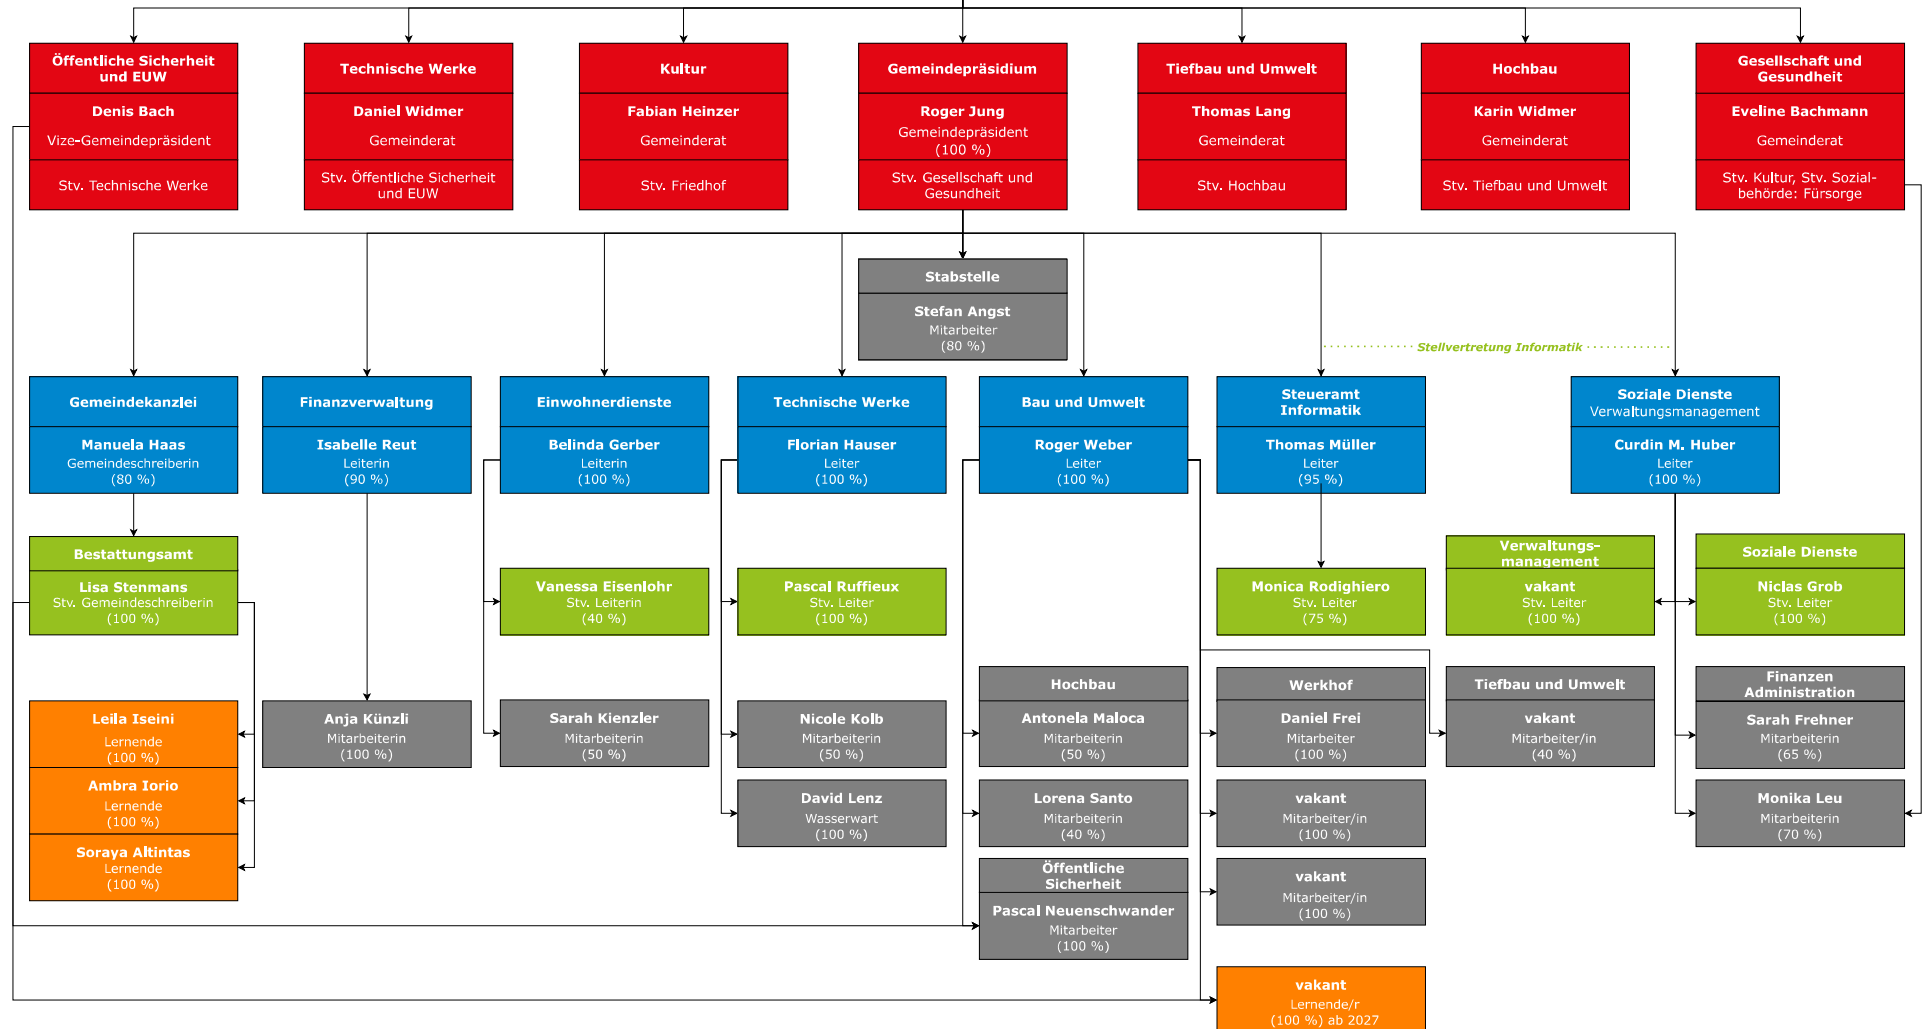 Öffentliche Sicherheit
und EUW
Denis Bach
Vize-Gemeindepräsident
Stv. Technische Werke
Technische Werke
Daniel Widmer
Gemeinderat
Stv. Öffentliche Sicherheit
und EUW
Kultur
Fabian Heinzer
Gemeinderat
Stv. Friedhof
Gemeindepräsidium
Roger Jung
Gemeindepräsident
(100 %)
Stv. Gesellschaft und
Gesundheit
Tiefbau und Umwelt
Thomas Lang
Gemeinderat
Stv. Hochbau
Hochbau
Karin Widmer
Gemeinderat
Stv. Tiefbau und Umwelt
Gesellschaft und
Gesundheit
Eveline Bachmann
Gemeinderat
Stv. Kultur, Stv. Sozial-
behörde: Fürsorge
Stabstelle
Stefan Angst
Mitarbeiter
(80 %)
Stellvertretung Informatik
Gemeindekanzlei
Manuela Haas
Gemeindeschreiberin
(80 %)
Finanzverwaltung
Isabelle Reut
Leiterin
(90 %)
Einwohnerdienste
Belinda Gerber
Leiterin
(100 %)
Technische Werke
Florian Hauser
Leiter
(100 %)
Bau und Umwelt
Roger Weber
Leiter
(100 %)
Steueramt
Informatik
Thomas Müller
Leiter
(95 %)
Soziale Dienste
Verwaltungsmanagement
Curdin M. Huber
Leiter
(100 %)
Bestattungsamt
Lisa Stenmans
Stv. Gemeindeschreiberin
(100 %)
Vanessa Eisenlohr
Stv. Leiterin
(40 %)
Pascal Ruffieux
Stv. Leiter
(100 %)
Monica Rodighiero
Stv. Leiter
(75 %)
Verwaltungs-
management
vakant
Stv. Leiter
(100 %)
Soziale Dienste
Niclas Grob
Stv. Leiter
(100 %)
Leila Iseini
Lernende
(100 %)
Ambra Iorio
Lernende
(100 %)
Soraya Altintas
Lernende
(100 %)
Anja Künzli
Mitarbeiterin
(100 %)
Sarah Kienzler
Mitarbeiterin
(50 %)
Nicole Kolb
Mitarbeiterin
(50 %)
David Lenz
Wasserwart
(100 %)
Hochbau
Antonela Maloca
Mitarbeiterin
(50 %)
Lorena Santo
Mitarbeiterin
(40 %)
Öffentliche
Sicherheit
Pascal Neuenschwander
Mitarbeiter
(100 %)
Werkhof
Daniel Frei
Mitarbeiter
(100 %)
vakant
Mitarbeiter/in
(100 %)
vakant
Mitarbeiter/in
(100 %)
vakant
Lernende/r
(100 %) ab 2027
Tiefbau und Umwelt
vakant
Mitarbeiter/in
(40 %)
Finanzen
Administration
Sarah Frehner
Mitarbeiterin
(65 %)
Monika Leu
Mitarbeiterin
(70 %)